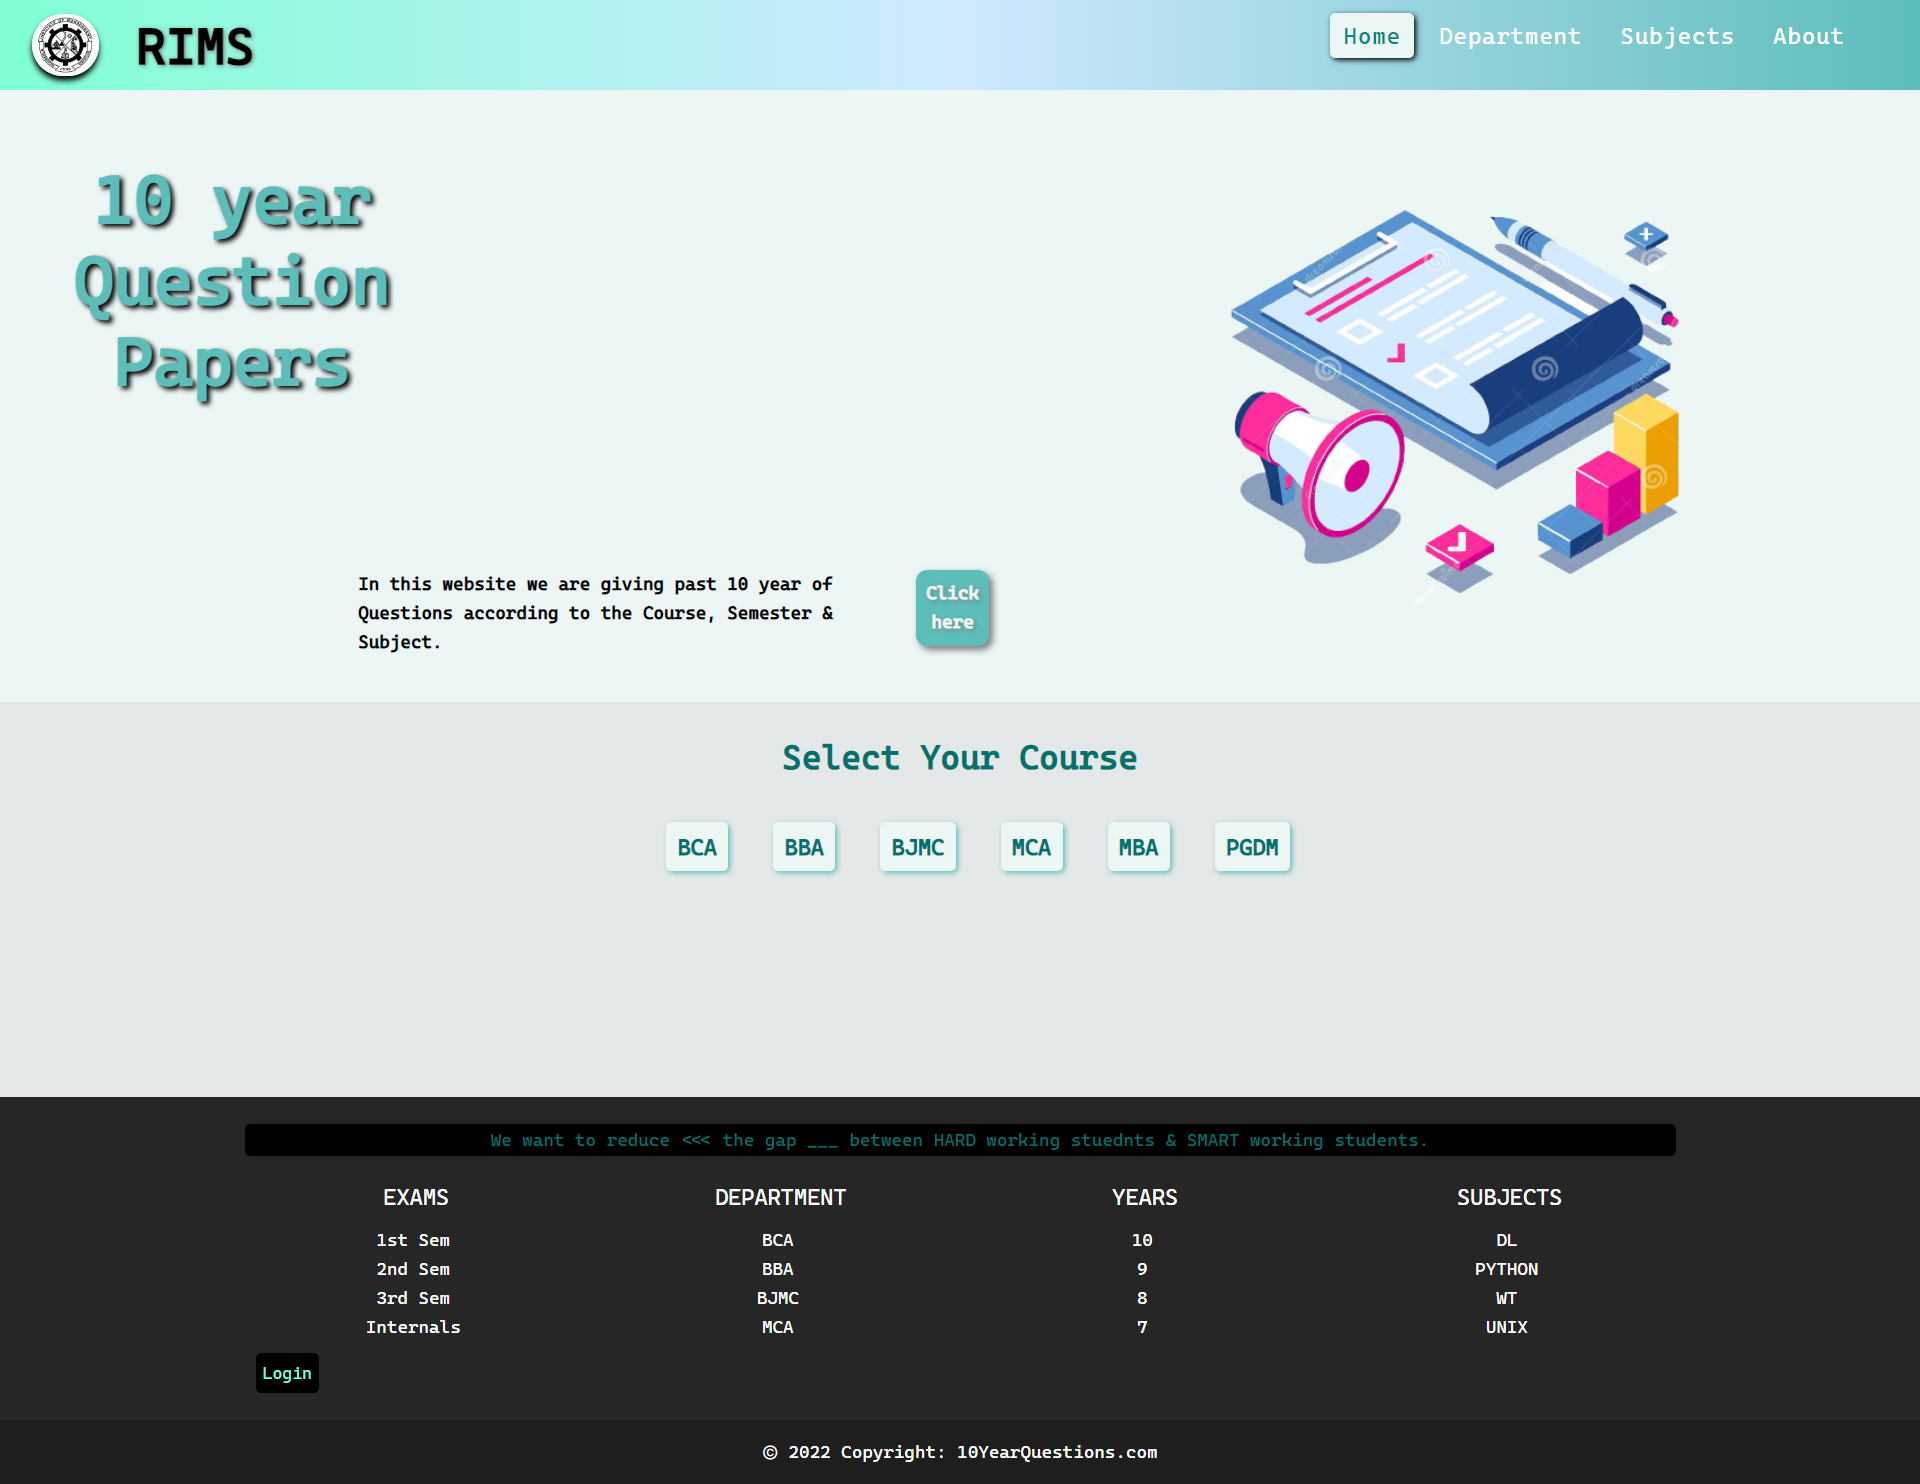 RIMS
Home Department Subjects About
10 year
Question
Papers
In this website we are giving past 10 year of
Questions according to the Course, Semester &
Subject.
Click
here
Select Your Course
BCA BBA BJMC MCA MBA PGDM
We want to reduce <<< the gap ___ between HARD working stuednts & SMART working students.
EXAMS DEPARTMENT YEARS SUBJECTS
1st Sem BCA 10 DL
2nd Sem BBA 9 PYTHON
3rd Sem BJMC 8 WT
Internals MCA 7 UNIX
Login
© 2022 Copyright: 10YearQuestions.com